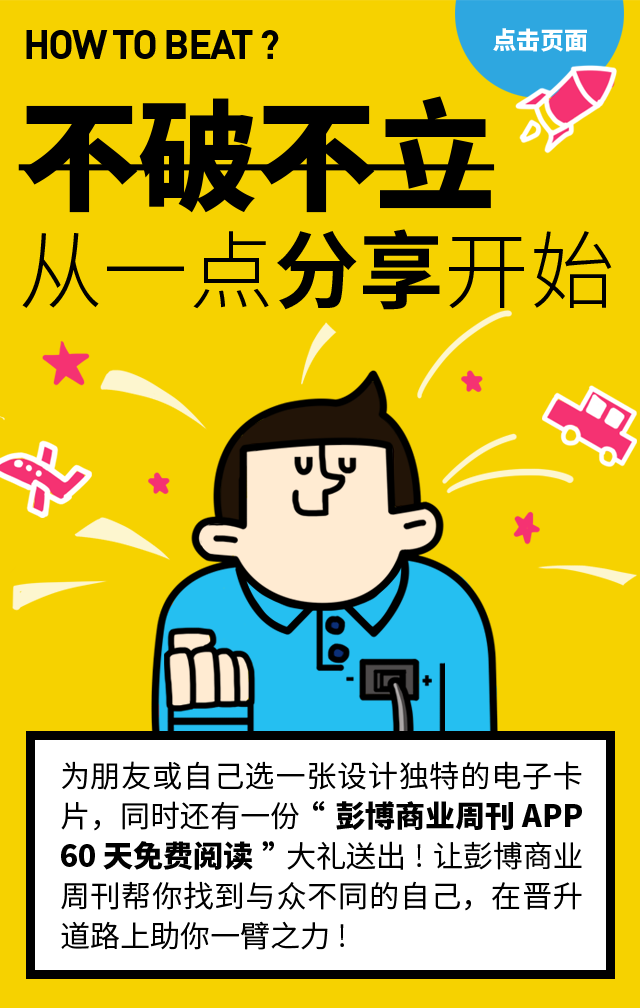 HOW TO BEAT ?
点击页面
不破不立
从一点分享开始
- +
为朋友或自己选一张设计独特的电子卡
片，同时还有一份“ 彭博商业周刊 APP
60 天免费阅读 ”大礼送出 ! 让彭博商业
周刊帮你找到与众不同的自己，在晋升
道路上助你一臂之力 !